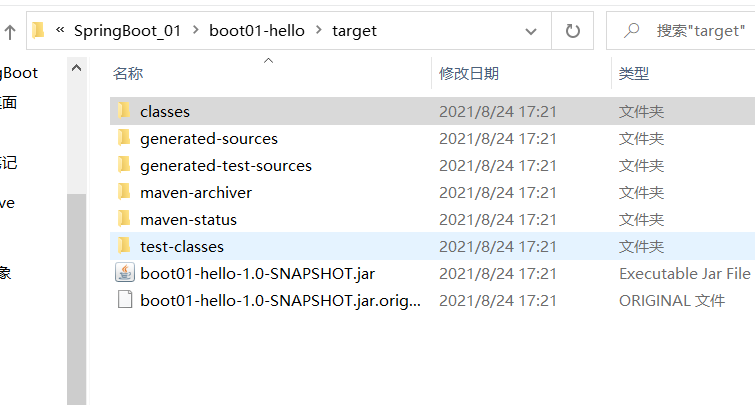 « SpringBoot_01 › boot01-hello › target
搜索"target"
名称 修改日期 类型
classes 2021/8/24 17:21 文件夹
generated-sources 2021/8/24 17:21 文件夹
generated-test-sources 2021/8/24 17:21 文件夹
maven-archiver 2021/8/24 17:21 文件夹
maven-status 2021/8/24 17:21 文件夹
test-classes 2021/8/24 17:21 文件夹
boot01-hello-1.0-SNAPSHOT.jar 2021/8/24 17:21 Executable Jar File
boot01-hello-1.0-SNAPSHOT.jar.orig... 2021/8/24 17:21 ORIGINAL 文件
gBoot
面
笔记
ve
象